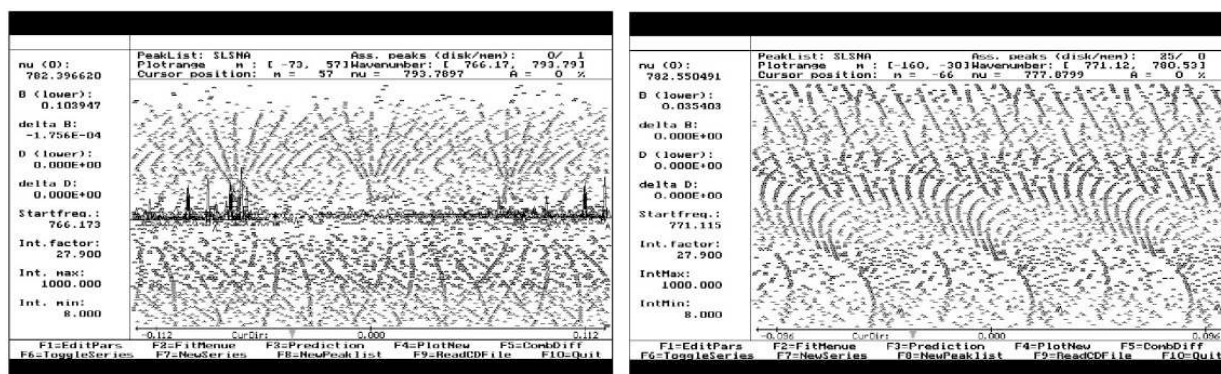 PeakList: SLSNA Ass. peaks (disk/mem): 0/ 1
Plotrange m : [ -73, 57] Wavenumber: [ 766.17, 793.79]
Cursor position: m = 57 nu = 793.7897 A = 0 %
nu (0):
782.396620
B (lower):
0.103947
delta B:
-1.756E-04
D (lower):
0.000E+00
delta D:
0.000E+00
Startfreq.:
766.173
Int.factor:
27.900
Int. max:
1000.000
Int. min:
8.000
-0.112 CurDir: 0.000 0.112
F1=EditPars F2=FitMenue F3=Prediction F4=PlotNew F5=CombDiff
F6=ToggleSeries F7=NewSeries F8=NewPeaklist F9=ReadCDFile F10=Quit
PeakList: SLSNA Ass. peaks (disk/mem): 25/ 0
Plotrange m : [-160, -30] Wavenumber: [ 771.12, 780.53]
Cursor position: m = -66 nu = 777.8799 A = 0 %
nu (0):
782.550491
B (lower):
0.035403
delta B:
0.000E+00
D (lower):
0.000E+00
delta D:
0.000E+00
Startfreq.:
771.115
Int.factor:
27.900
IntMax:
1000.000
IntMin:
8.000
-0.096 CurDir: 0.000 0.096
F1=EditPars F2=FitMenue F3=Prediction F4=PlotNew F5=CombDiff
F6=ToggleSeries F7=NewSeries F8=NewPeaklist F9=ReadCDFile F10=Quit